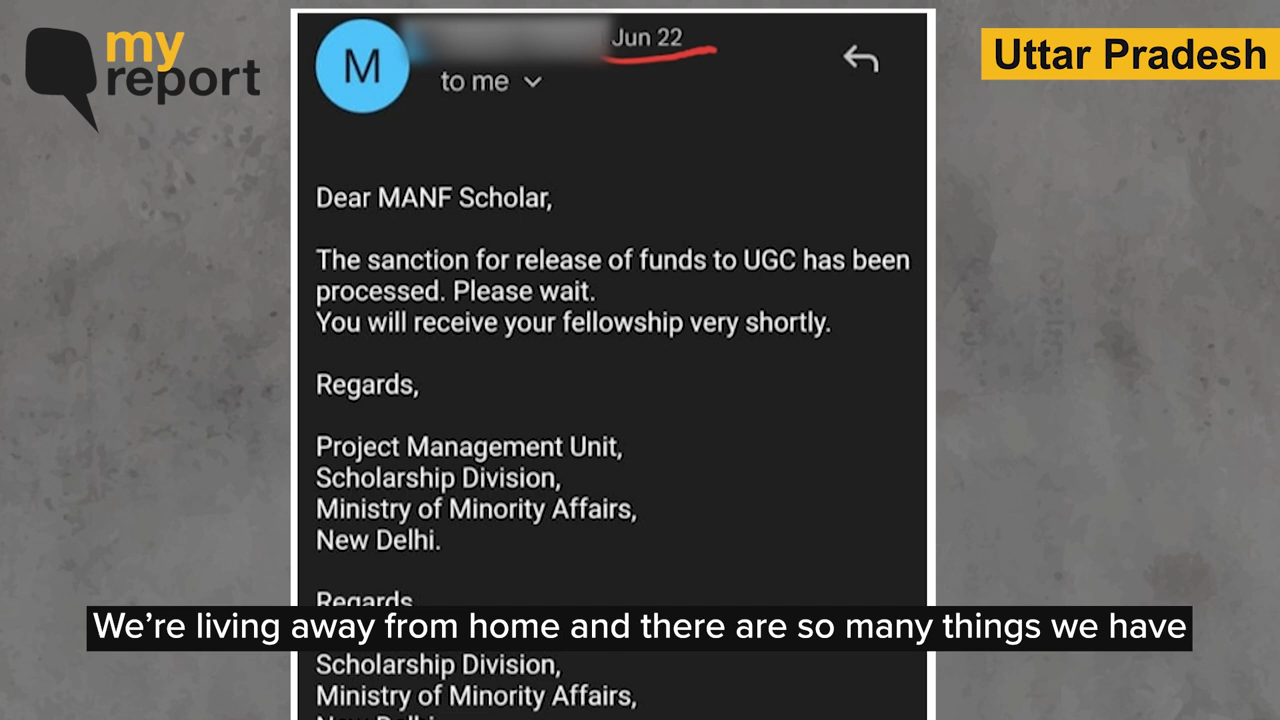 my
report
Uttar Pradesh
M
Jun 22
to me
Dear MANF Scholar,
The sanction for release of funds to UGC has been
processed. Please wait.
You will receive your fellowship very shortly.
Regards,
Project Management Unit,
Scholarship Division,
Ministry of Minority Affairs,
New Delhi.
Regards
We’re living away from home and there are so many things we have
Scholarship Division,
Ministry of Minority Affairs,
New Delhi